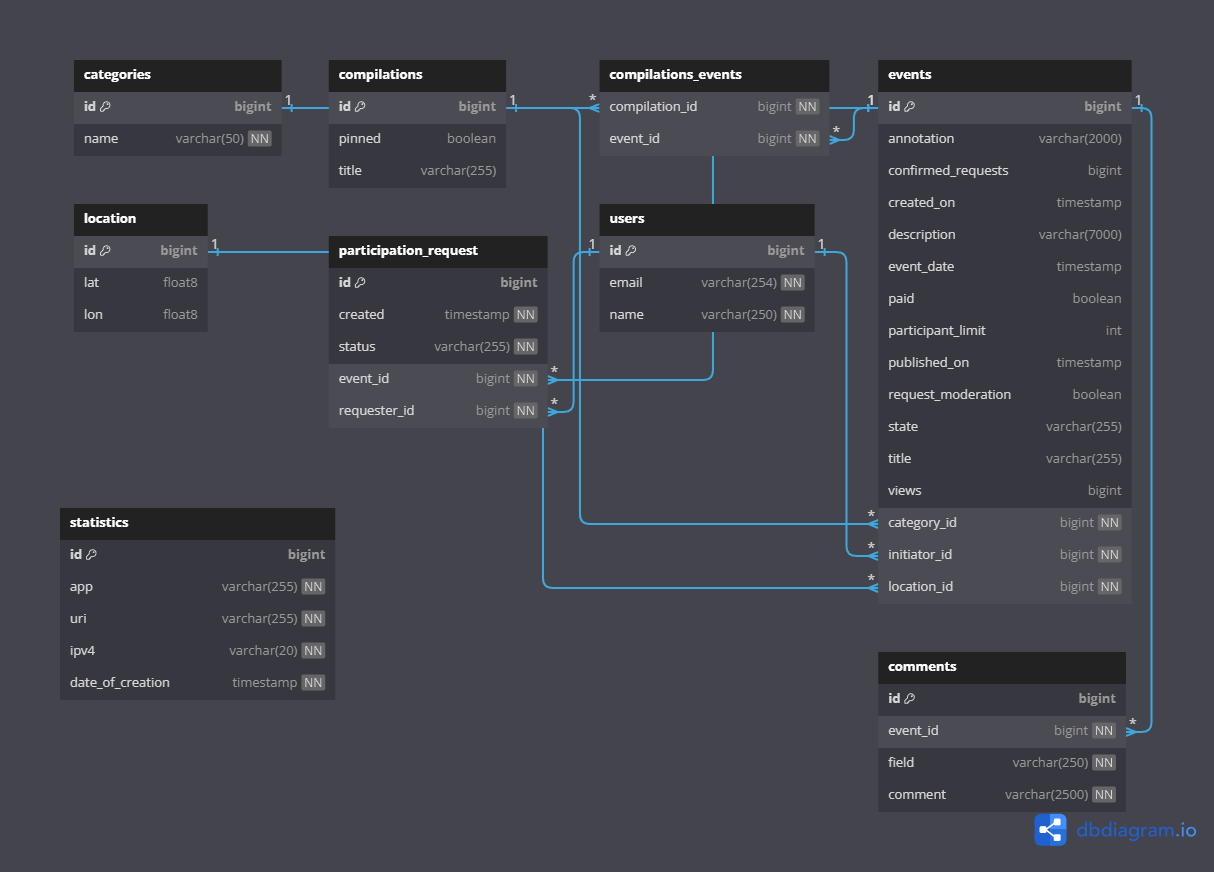 categories
id bigint
name varchar(50) NN
1
compilations
id bigint
pinned boolean
title varchar(255)
1
compilations_events
* compilation_id bigint NN
event_id bigint NN *
events
1 id bigint 1
annotation varchar(2000)
confirmed_requests bigint
created_on timestamp
description varchar(7000)
event_date timestamp
paid boolean
participant_limit int
published_on timestamp
request_moderation boolean
state varchar(255)
title varchar(255)
views bigint
* category_id bigint NN
* initiator_id bigint NN
* location_id bigint NN
location
id bigint 1
lat float8
lon float8
participation_request
id bigint
created timestamp NN
status varchar(255) NN
event_id bigint NN *
requester_id bigint NN *
users
1 id bigint 1
email varchar(254) NN
name varchar(250) NN
statistics
id bigint
app varchar(255) NN
uri varchar(255) NN
ipv4 varchar(20) NN
date_of_creation timestamp NN
comments
id bigint
event_id bigint NN *
field varchar(250) NN
comment varchar(2500) NN
dbdiagram.io